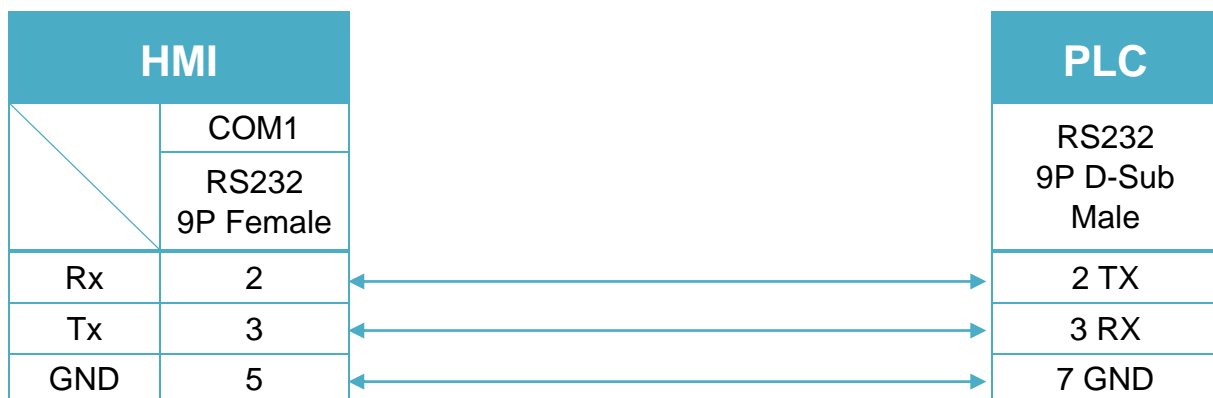 HMI
PLC
COM1
RS232
9P Female
RS232
9P D-Sub
Male
Rx 2 2 TX
Tx 3 3 RX
GND 5 7 GND